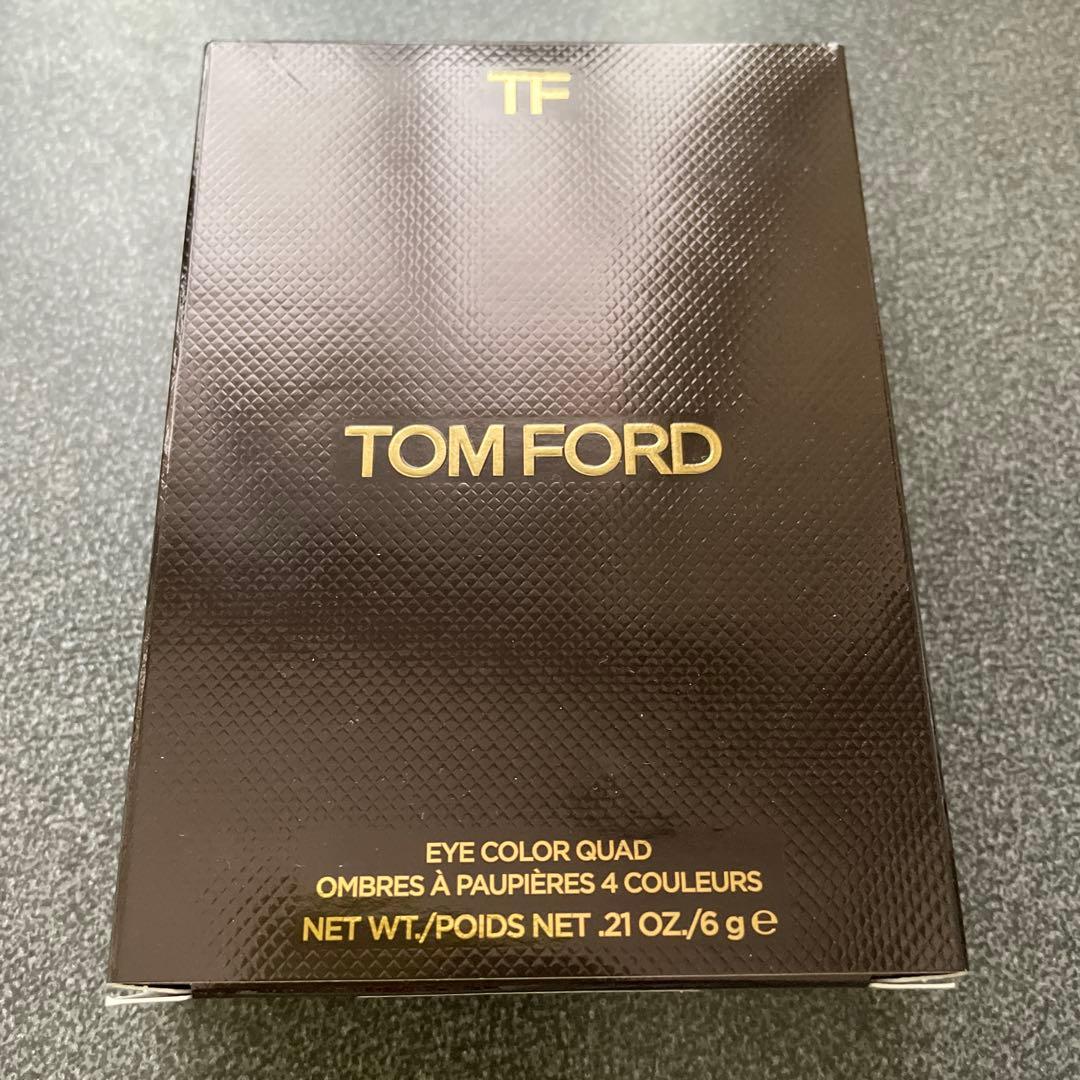 TF
TOM FORD
EYE COLOR QUAD
OMBRES À PAUPIÈRES 4 COULEURS
NET WT./POIDS NET .21 OZ./6 g ℮